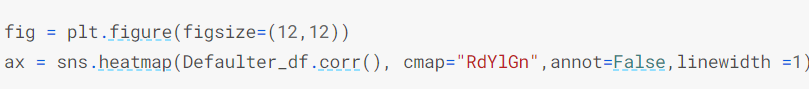 fig = plt.figure(figsize=(12,12))
ax = sns.heatmap(Defaulter_df.corr(), cmap="RdYlGn",annot=False,linewidth =1)